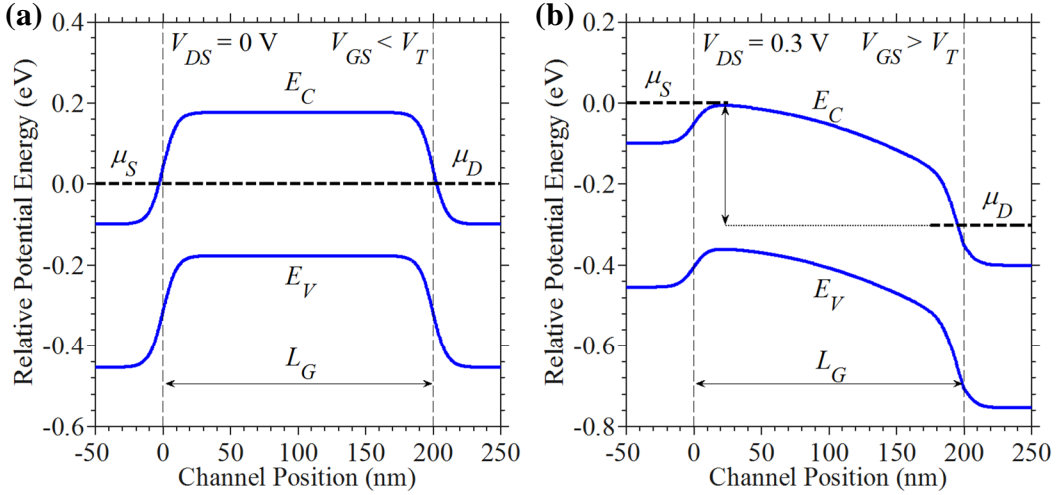 (a)
V_DS = 0 V V_GS < V_T
E_C
μ_S
μ_D
E_V
L_G
0.6
0.4
0.2
0.0
-0.2
-0.4
-0.6
-50 0 50 100 150 200 250
Channel Position (nm)
Relative Potential Energy (eV)
(b)
V_DS = 0.3 V V_GS > V_T
μ_S
E_C
μ_D
E_V
L_G
0.2
0.0
-0.2
-0.4
-0.6
-0.8
-50 0 50 100 150 200 250
Channel Position (nm)
Relative Potential Energy (eV)